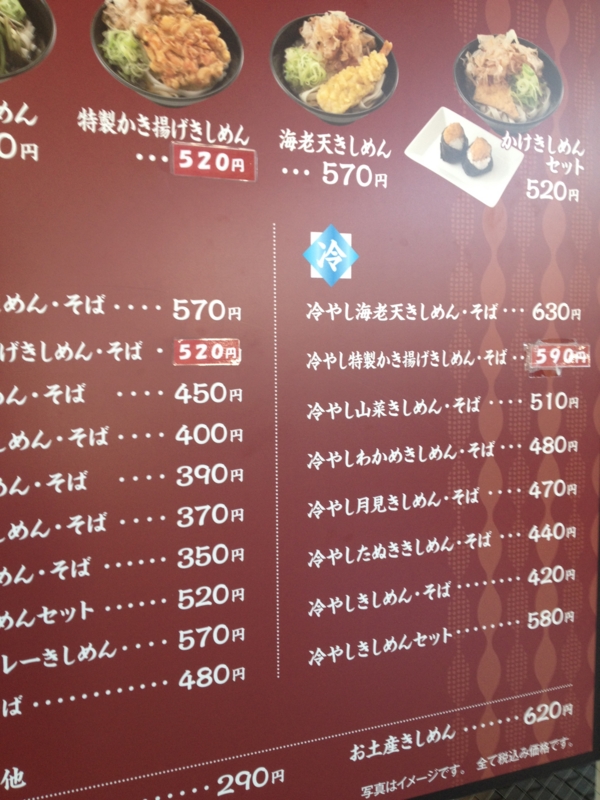 めん
0円
特製かき揚げきしめん
･･･520円
海老天きしめん
･･･570円
かけきしめん
セット
520円
めん・そば････570円
げきしめん・そば・520円
めん・そば････450円
しめん・そば････400円
めん・そば････390円
しめん・そば････370円
めん・そば････350円
めんセット･･････520円
レーきしめん････570円
ば････････････480円
冷
冷やし海老天きしめん・そば･･･630円
冷やし特製かき揚げきしめん・そば･･590円
冷やし山菜きしめん・そば･･･510円
冷やしわかめきしめん・そば･･･480円
冷やし月見きしめん・そば････470円
冷やしたぬききしめん・そば･･･440円
冷やしきしめん・そば････････420円
冷やしきしめんセット････････580円
他
･･････290円
お土産きしめん･･･････620円
写真はイメージです。 全て税込み価格です。